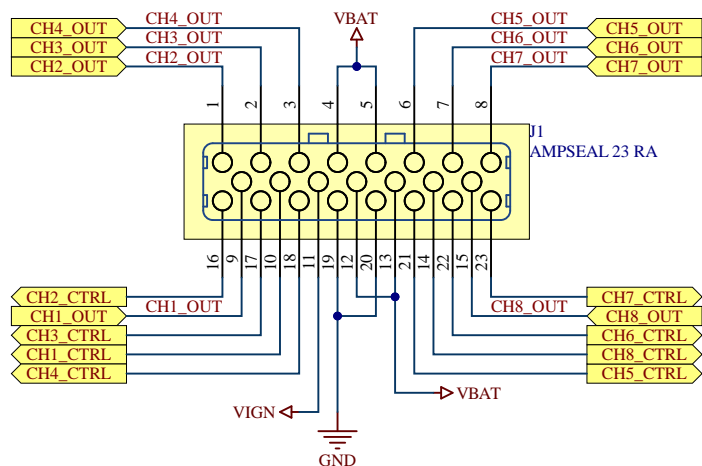 CH4_OUT CH4_OUT VBAT CH5_OUT CH5_OUT
CH3_OUT CH3_OUT CH6_OUT CH6_OUT
CH2_OUT CH2_OUT CH7_OUT CH7_OUT
1 2 3 4 5 6 7 8
J1
AMPSEAL 23 RA
16 9 17 10 18 11 19 12 20 13 21 14 22 15 23
CH2_CTRL CH7_CTRL
CH1_OUT CH1_OUT CH8_OUT CH8_OUT
CH3_CTRL CH6_CTRL
CH1_CTRL CH8_CTRL
CH4_CTRL CH5_CTRL
VBAT
VIGN
GND